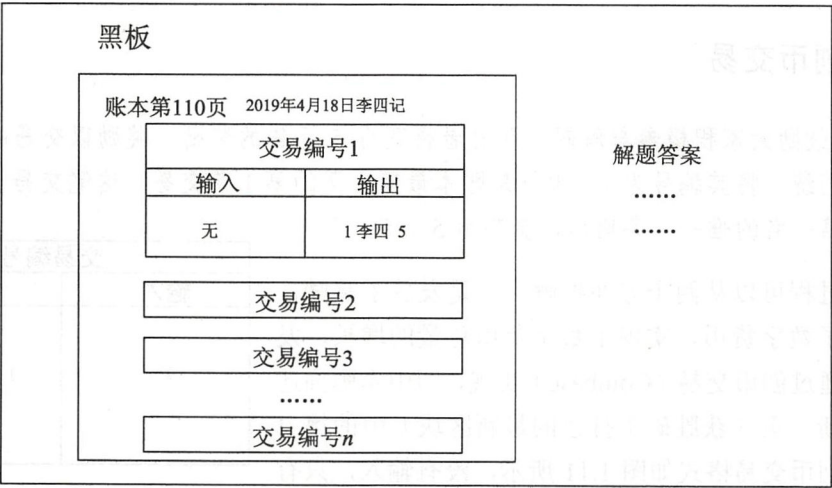 黑板
账本第110页 2019年4月18日李四记
交易编号1
输入 输出
无 1 李四 5
交易编号2
交易编号3
……
交易编号n
解题答案
……
……